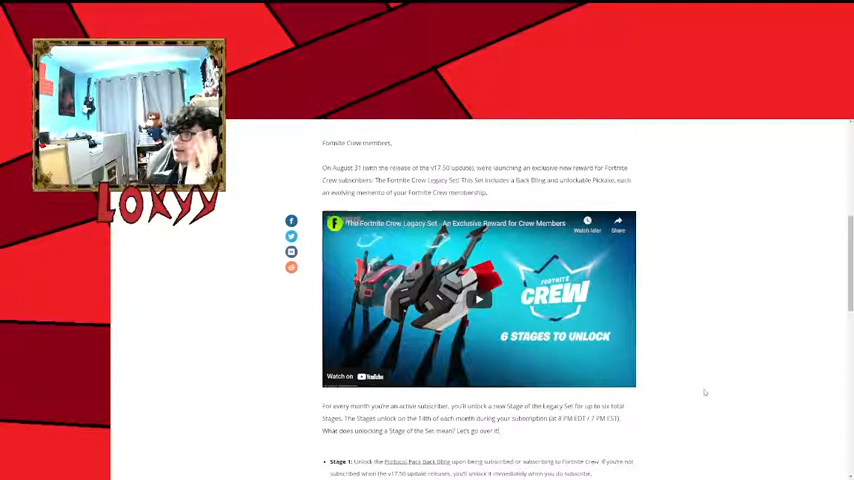 LOXYY
Fortnite Crew members,
On August 31 (with the release of the v17.50 update), we're launching an exclusive new reward for Fortnite
Crew subscribers: The Fortnite Crew Legacy Set! This Set includes a Back Bling and unlockable Pickaxe, each
an evolving memento of your Fortnite Crew membership.
The Fortnite Crew Legacy Set - An Exclusive Reward for Crew Members
Watch later
Share
FORTNITE
CREW
6 STAGES TO UNLOCK
Watch on YouTube
For every month you're an active subscriber, you'll unlock a new Stage of the Legacy Set for up to six total
Stages. The Stages unlock on the 14th of each month during your subscription (at 8 PM EDT / 7 PM EST).
What does unlocking a Stage of the Set mean? Let's go over it!
• Stage 1: Unlock the Protocol Pack Back Bling upon being subscribed or subscribing to Fortnite Crew. If you're not
subscribed when the v17.50 update releases, you'll unlock it immediately when you do subscribe.